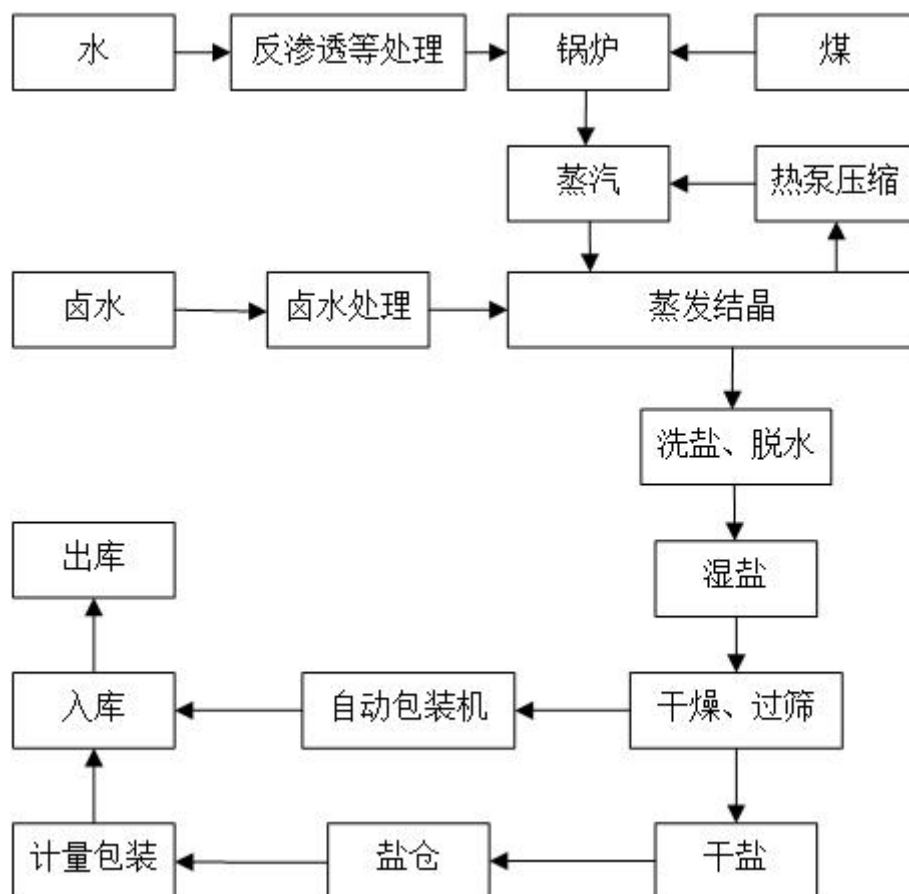 水
反渗透等处理
锅炉
煤
蒸汽
热泵压缩
卤水
卤水处理
蒸发结晶
洗盐、脱水
出库
湿盐
入库
自动包装机
干燥、过筛
计量包装
盐仓
干盐